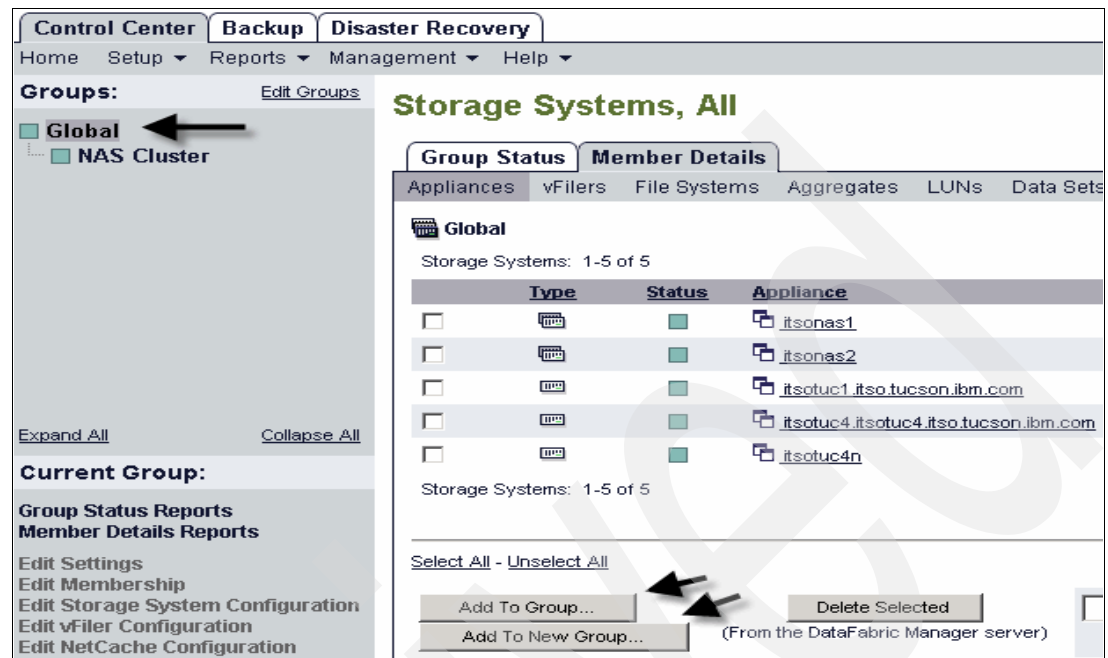 Control Center Backup Disaster Recovery
Home Setup Reports Management Help
Groups: Edit Groups
Global
NAS Cluster
Expand All Collapse All
Current Group:
Group Status Reports
Member Details Reports
Edit Settings
Edit Membership
Edit Storage System Configuration
Edit vFiler Configuration
Edit NetCache Configuration
Storage Systems, All
Group Status Member Details
Appliances vFilers File Systems Aggregates LUNs Data Sets
Global
Storage Systems: 1-5 of 5
Type Status Appliance
itsonas1
itsonas2
itsotuc1.itso.tucson.ibm.com
itsotuc4.itsotuc4.itso.tucson.ibm.com
itsotuc4n
Storage Systems: 1-5 of 5
Select All - Unselect All
Add To Group... Delete Selected
Add To New Group... (From the DataFabric Manager server)